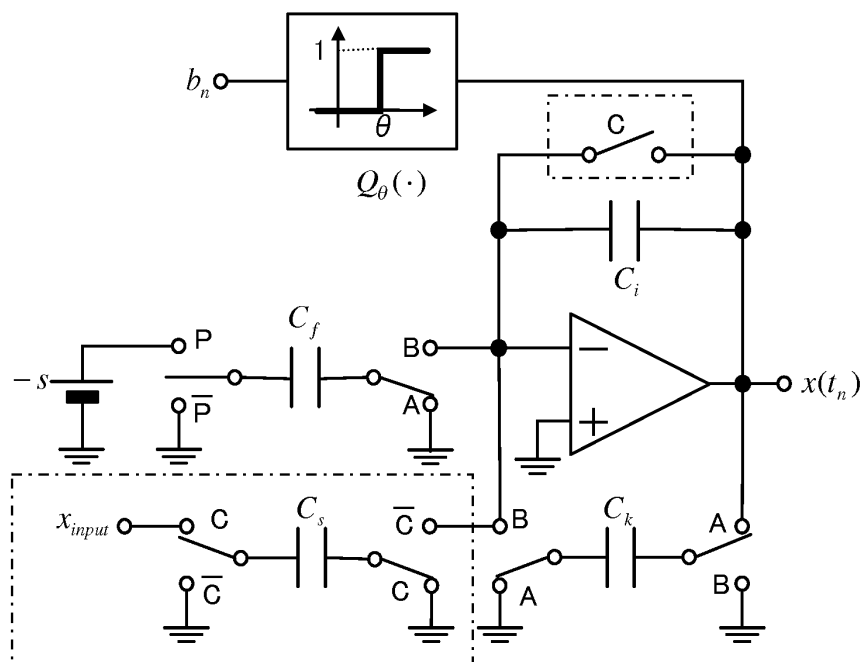 1
b_n
θ
C
Q_θ(·)
C_i
C_f
P
B
−s
−
x(t_n)
P̅
A
+
x_input
C
C_s
C̅
B
C_k
A
C̅
C
A
B